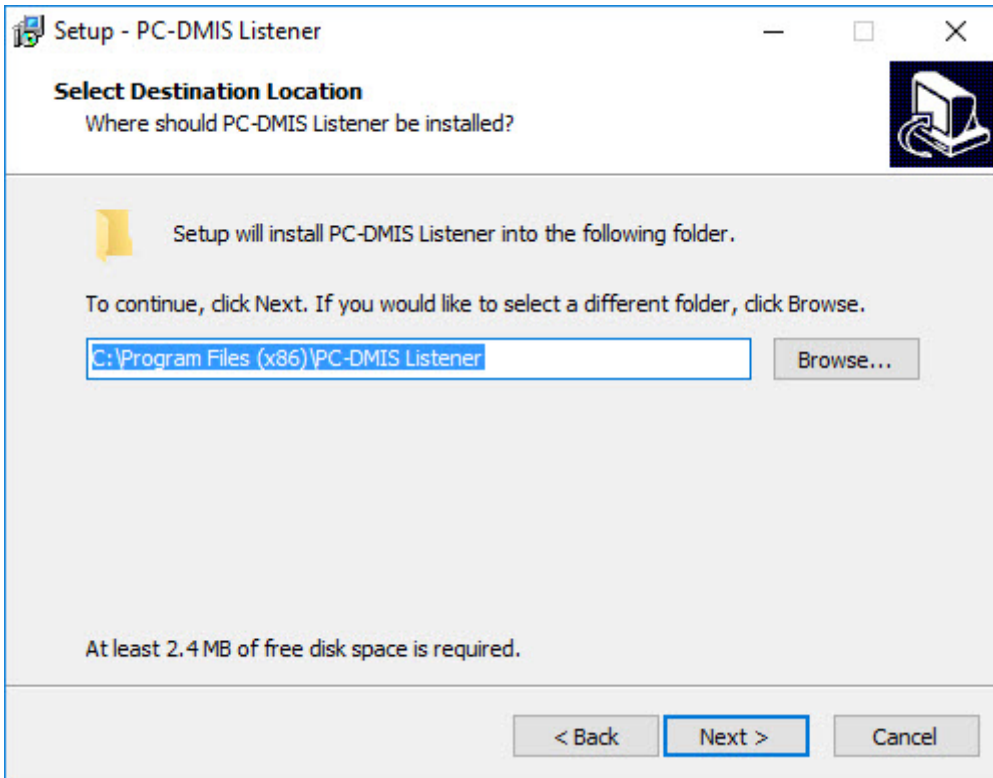 Setup - PC-DMIS Listener
Select Destination Location
Where should PC-DMIS Listener be installed?
Setup will install PC-DMIS Listener into the following folder.
To continue, click Next. If you would like to select a different folder, click Browse.
C:\Program Files (x86)\PC-DMIS Listener
Browse...
At least 2.4 MB of free disk space is required.
< Back
Next >
Cancel